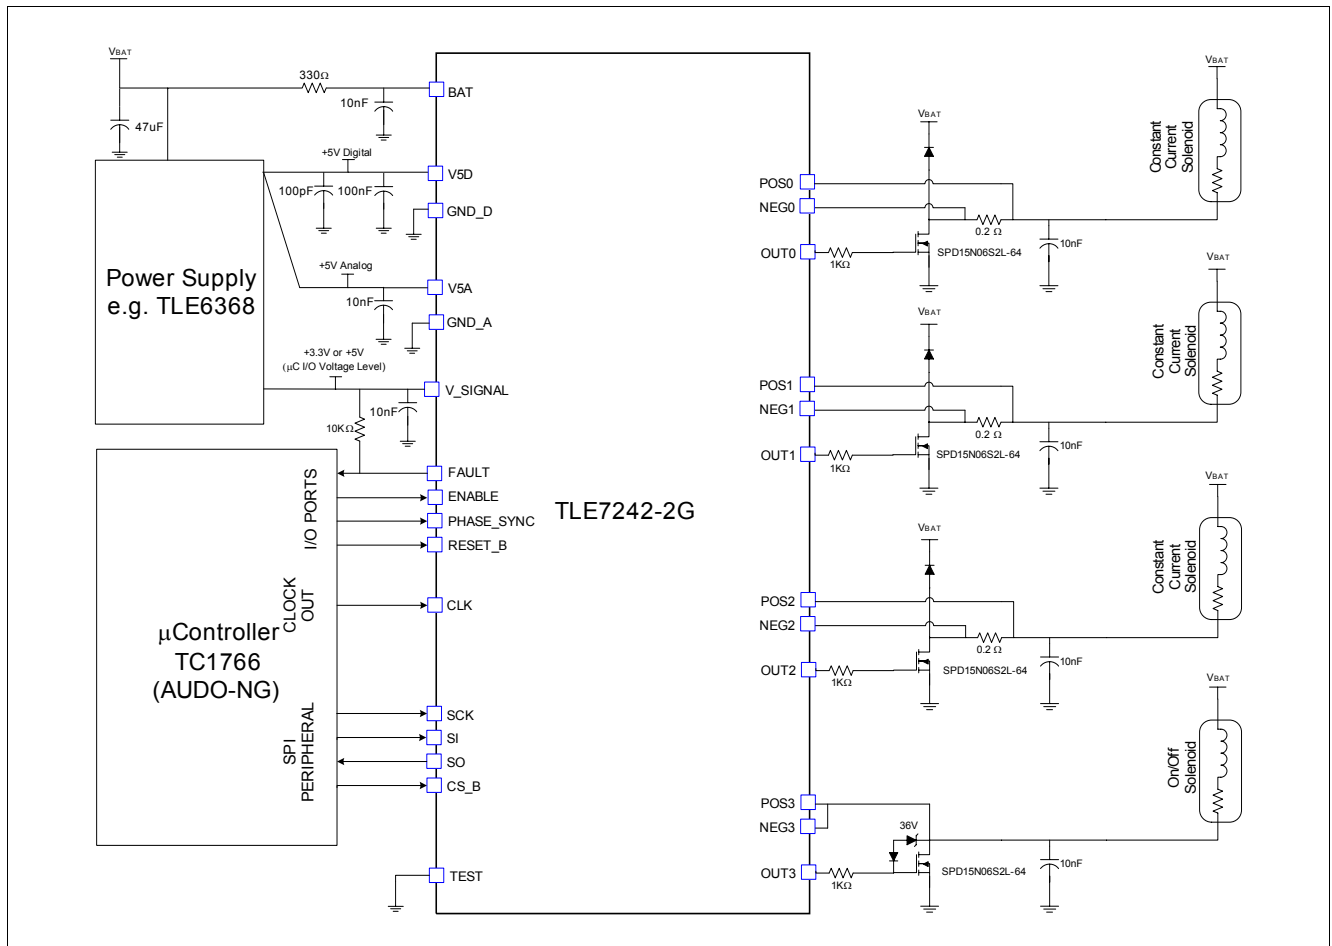 VBAT
330Ω
10nF
47uF
BAT
+5V Digital
100pF
100nF
V5D
GND_D
Power Supply
e.g. TLE6368
+5V Analog
10nF
V5A
GND_A
+3.3V or +5V
(µC I/O Voltage Level)
V_SIGNAL
10nF
10KΩ
I/O PORTS
FAULT
ENABLE
PHASE_SYNC
RESET_B
CLOCK
OUT
CLK
µController
TC1766
(AUDO-NG)
SPI
PERIPHERAL
SCK
SI
SO
CS_B
TEST
TLE7242-2G
VBAT
VBAT
Constant
Current
Solenoid
POS0
NEG0
0.2 Ω
10nF
OUT0
1KΩ
SPD15N06S2L-64
VBAT
VBAT
Constant
Current
Solenoid
POS1
NEG1
0.2 Ω
10nF
OUT1
1KΩ
SPD15N06S2L-64
VBAT
VBAT
Constant
Current
Solenoid
POS2
NEG2
0.2 Ω
10nF
OUT2
1KΩ
SPD15N06S2L-64
VBAT
On/Off
Solenoid
POS3
NEG3
36V
10nF
OUT3
1KΩ
SPD15N06S2L-64